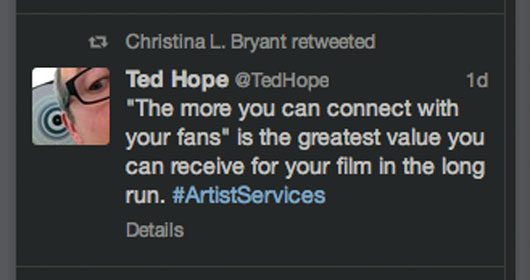 Christina L. Bryant retweeted
Ted Hope @TedHope 1d
"The more you can connect with
your fans" is the greatest value you
can receive for your film in the long
run. #ArtistServices
Details